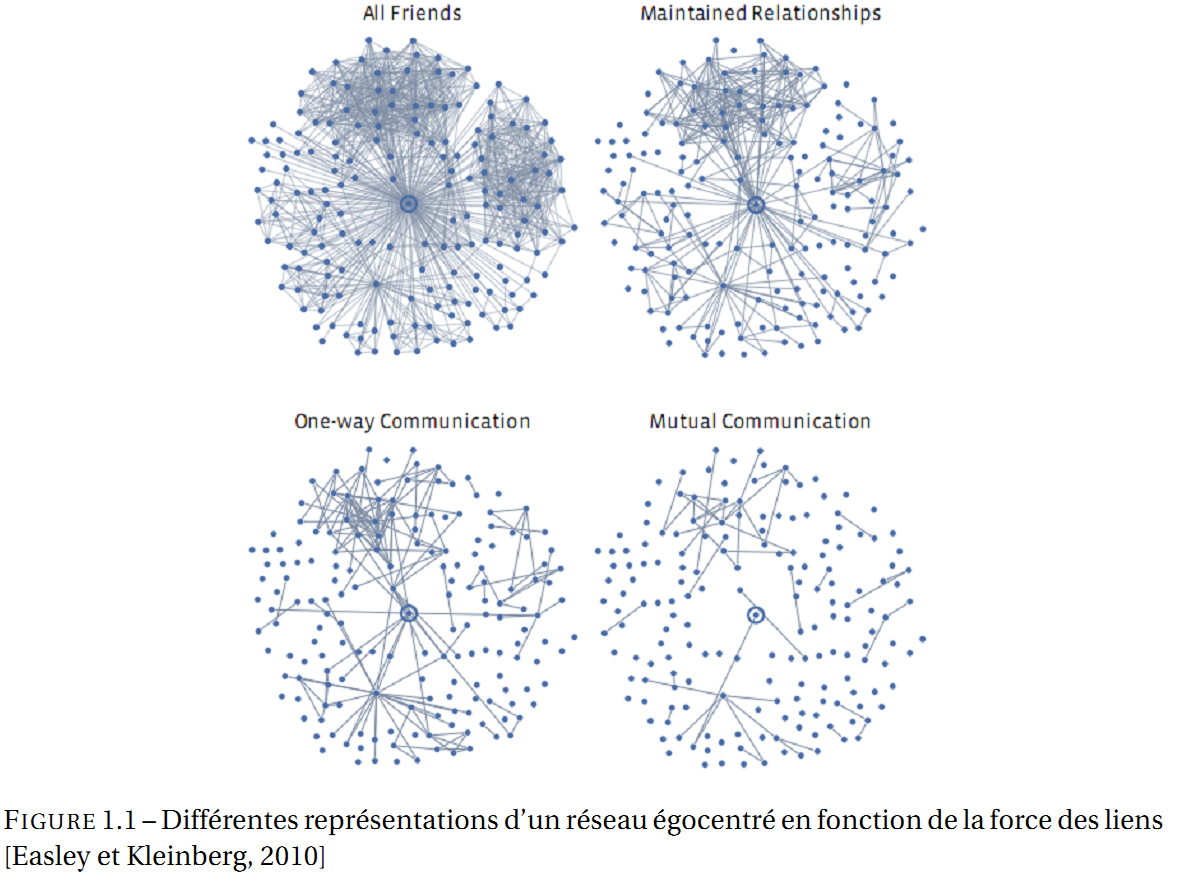 All Friends
Maintained Relationships
One-way Communication
Mutual Communication
FIGURE 1.1 – Différentes représentations d’un réseau égocentré en fonction de la force des liens
[Easley et Kleinberg, 2010]